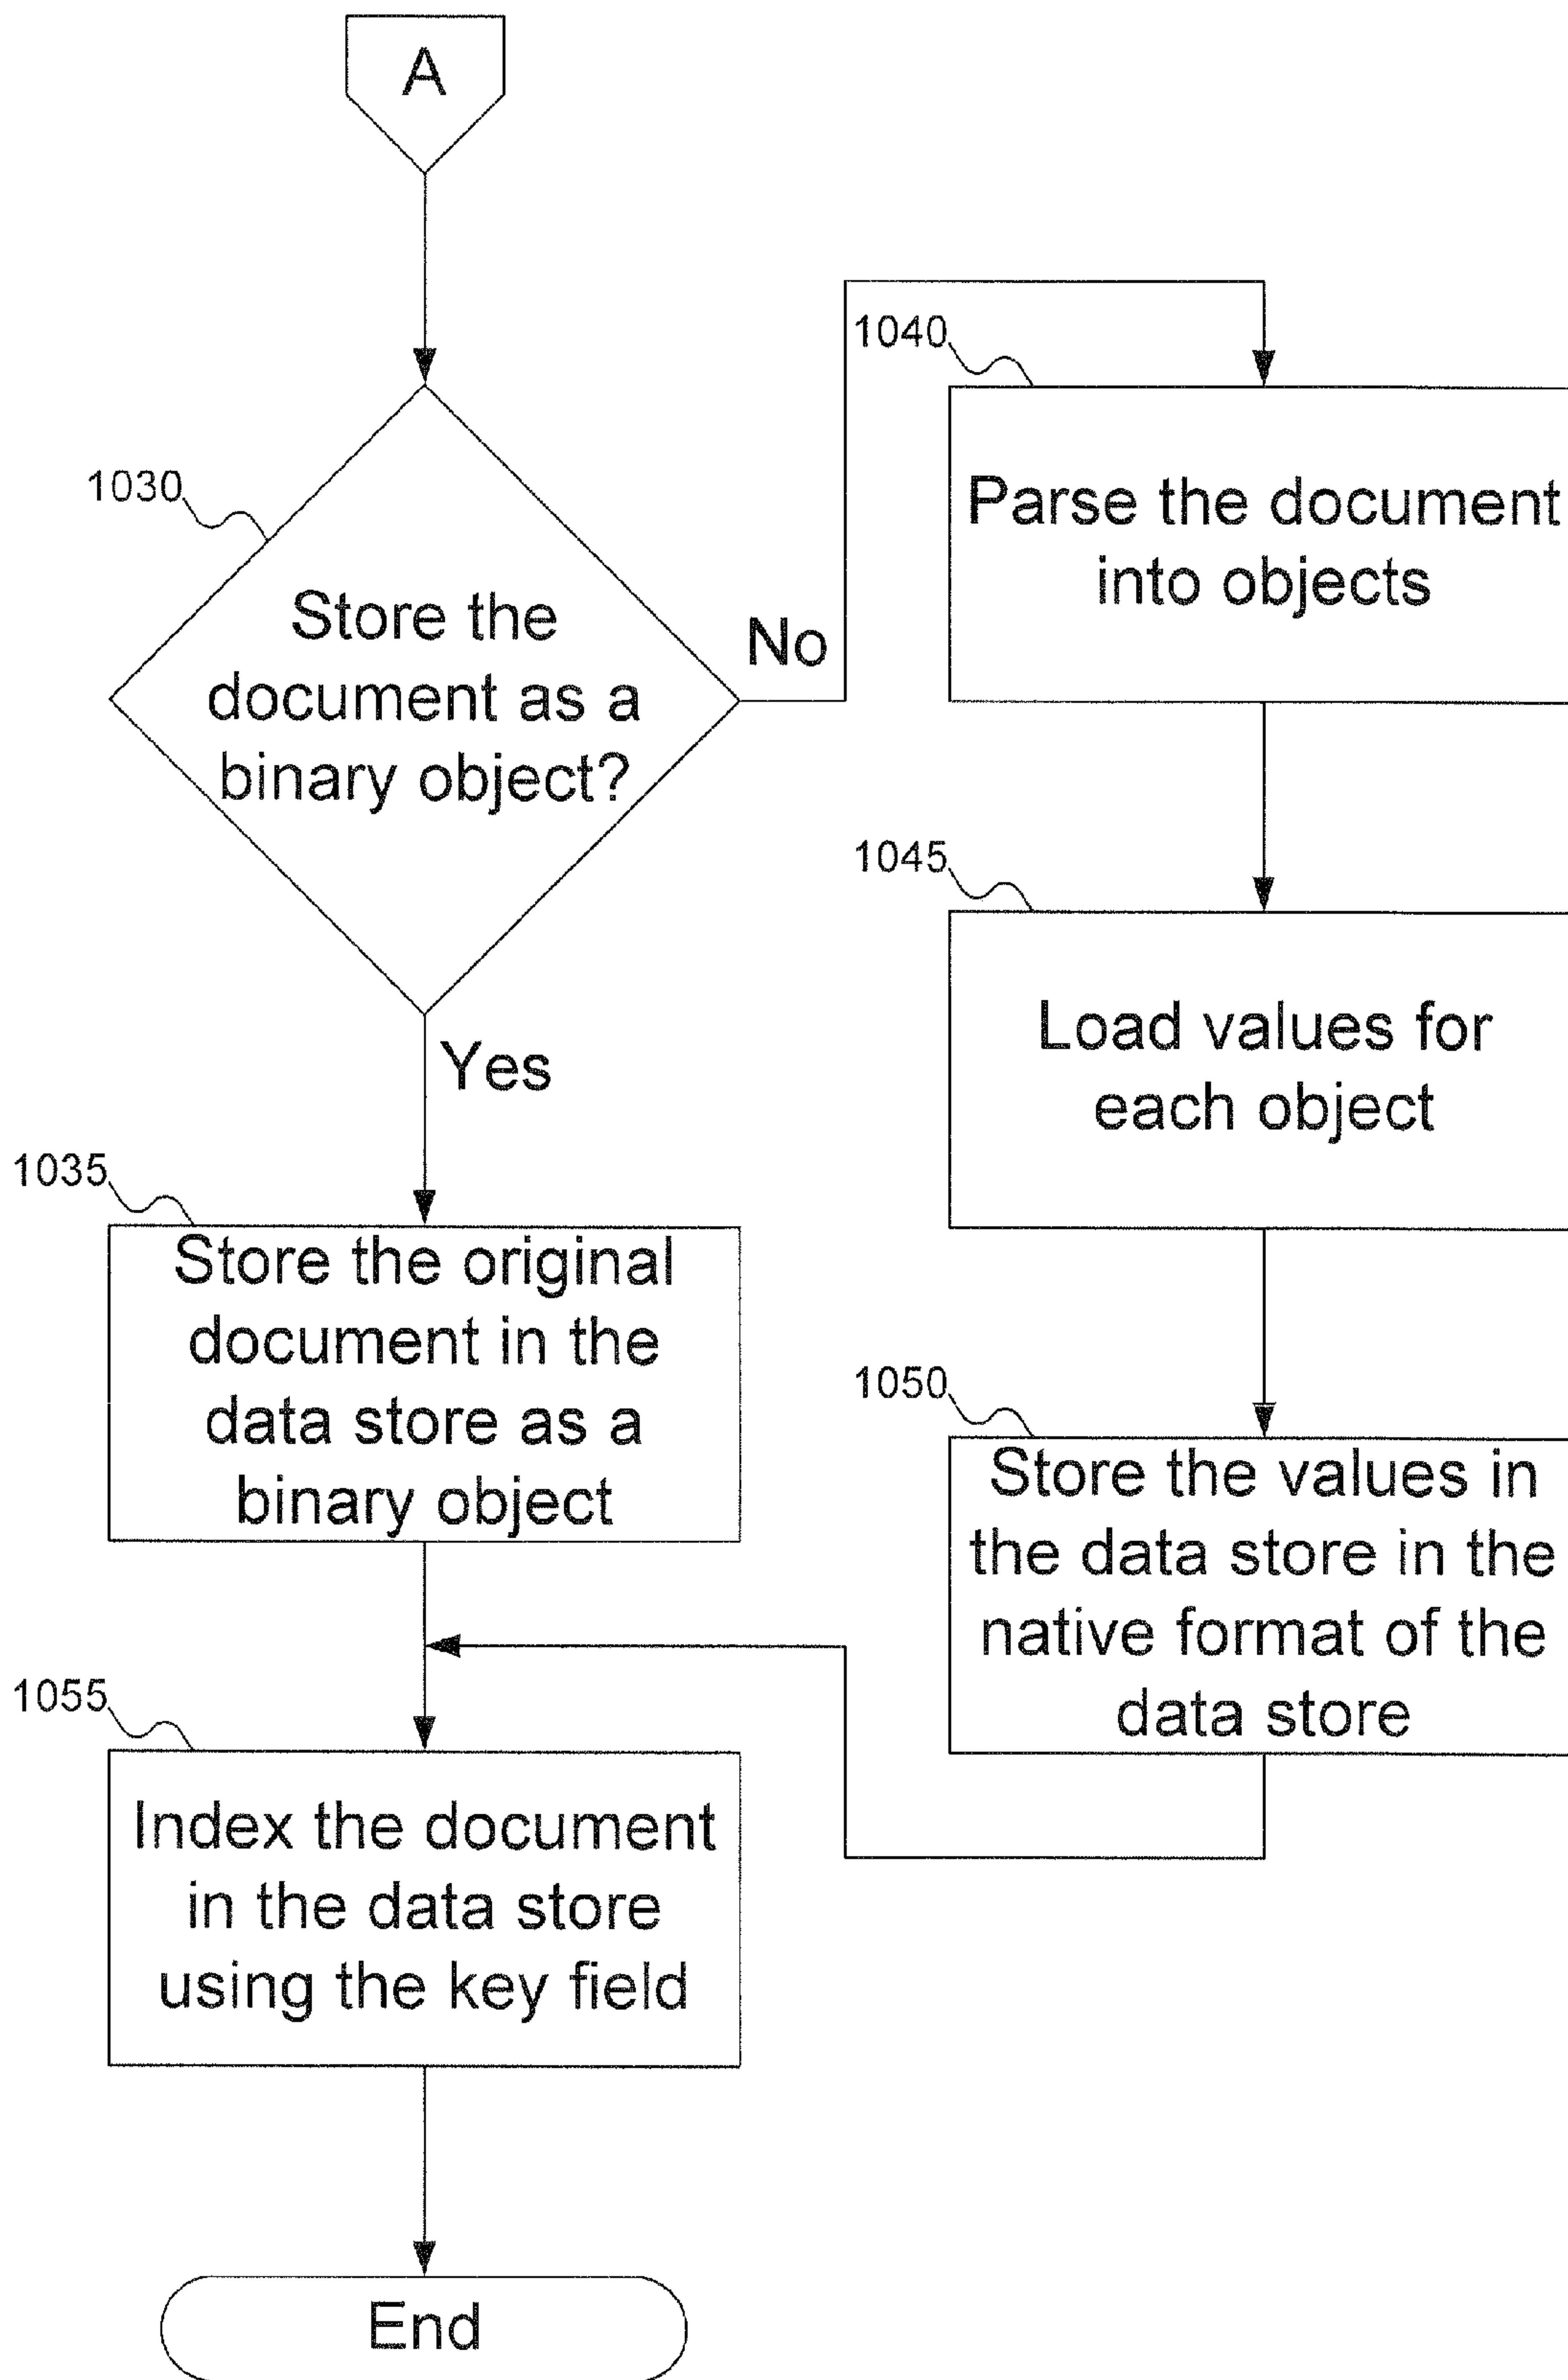 A
1030
Store the
document as a
binary object?
No
Yes
1035
Store the original
document in the
data store as a
binary object
1040
Parse the document
into objects
1045
Load values for
each object
1050
Store the values in
the data store in the
native format of the
data store
1055
Index the document
in the data store
using the key field
End